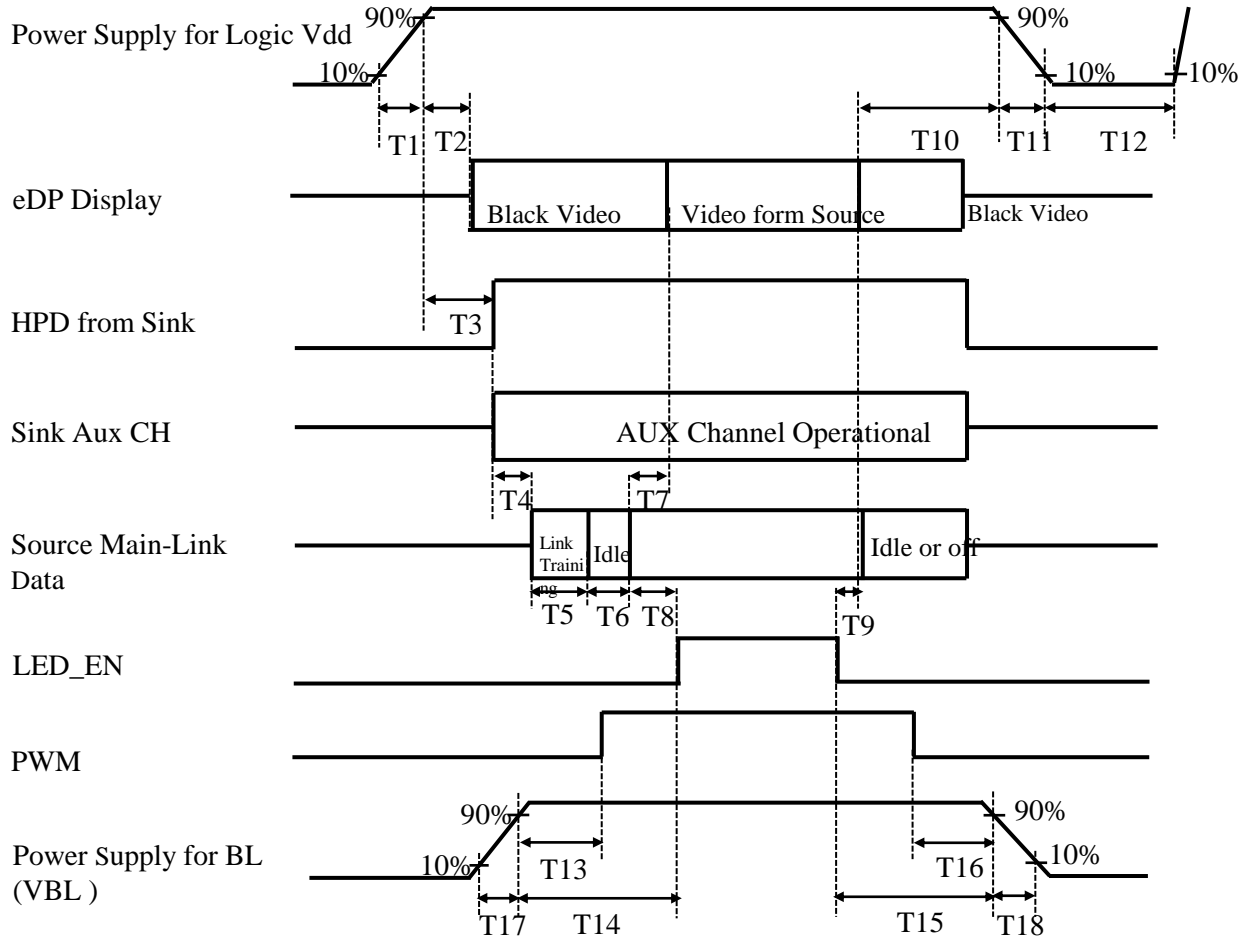 90%
90%
Power Supply for Logic Vdd
10%
10%
10%
T1
T2
T10
T11
T12
eDP Display
Black Video
Video form Source
Black Video
T3
HPD from Sink
Sink Aux CH
AUX Channel Operational
T4
T7
Source Main-Link
Data
Link
Traini
ng
Idle
Idle or off
T5
T6
T8
T9
LED_EN
PWM
90%
90%
Power Supply for BL
(VBL )
10%
T13
T16
10%
T17
T14
T15
T18